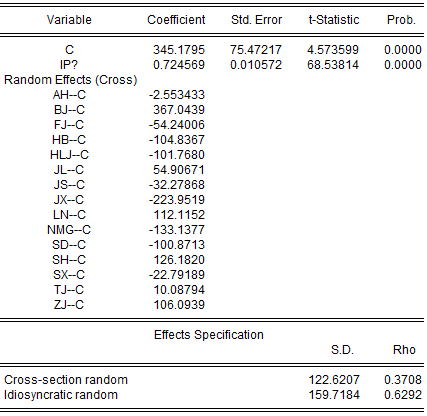 Variable Coefficient Std. Error t-Statistic Prob.
C 345.1795 75.47217 4.573599 0.0000
IP? 0.724569 0.010572 68.53814 0.0000
Random Effects (Cross)
AH--C -2.553433
BJ--C 367.0439
FJ--C -54.24006
HB--C -104.8367
HLJ--C -101.7680
JL--C 54.90671
JS--C -32.27868
JX--C -223.9519
LN--C 112.1152
NMG--C -133.1377
SD--C -100.8713
SH--C 126.1820
SX--C -22.79189
TJ--C 10.08794
ZJ--C 106.0939
Effects Specification
S.D. Rho
Cross-section random 122.6207 0.3708
Idiosyncratic random 159.7184 0.6292